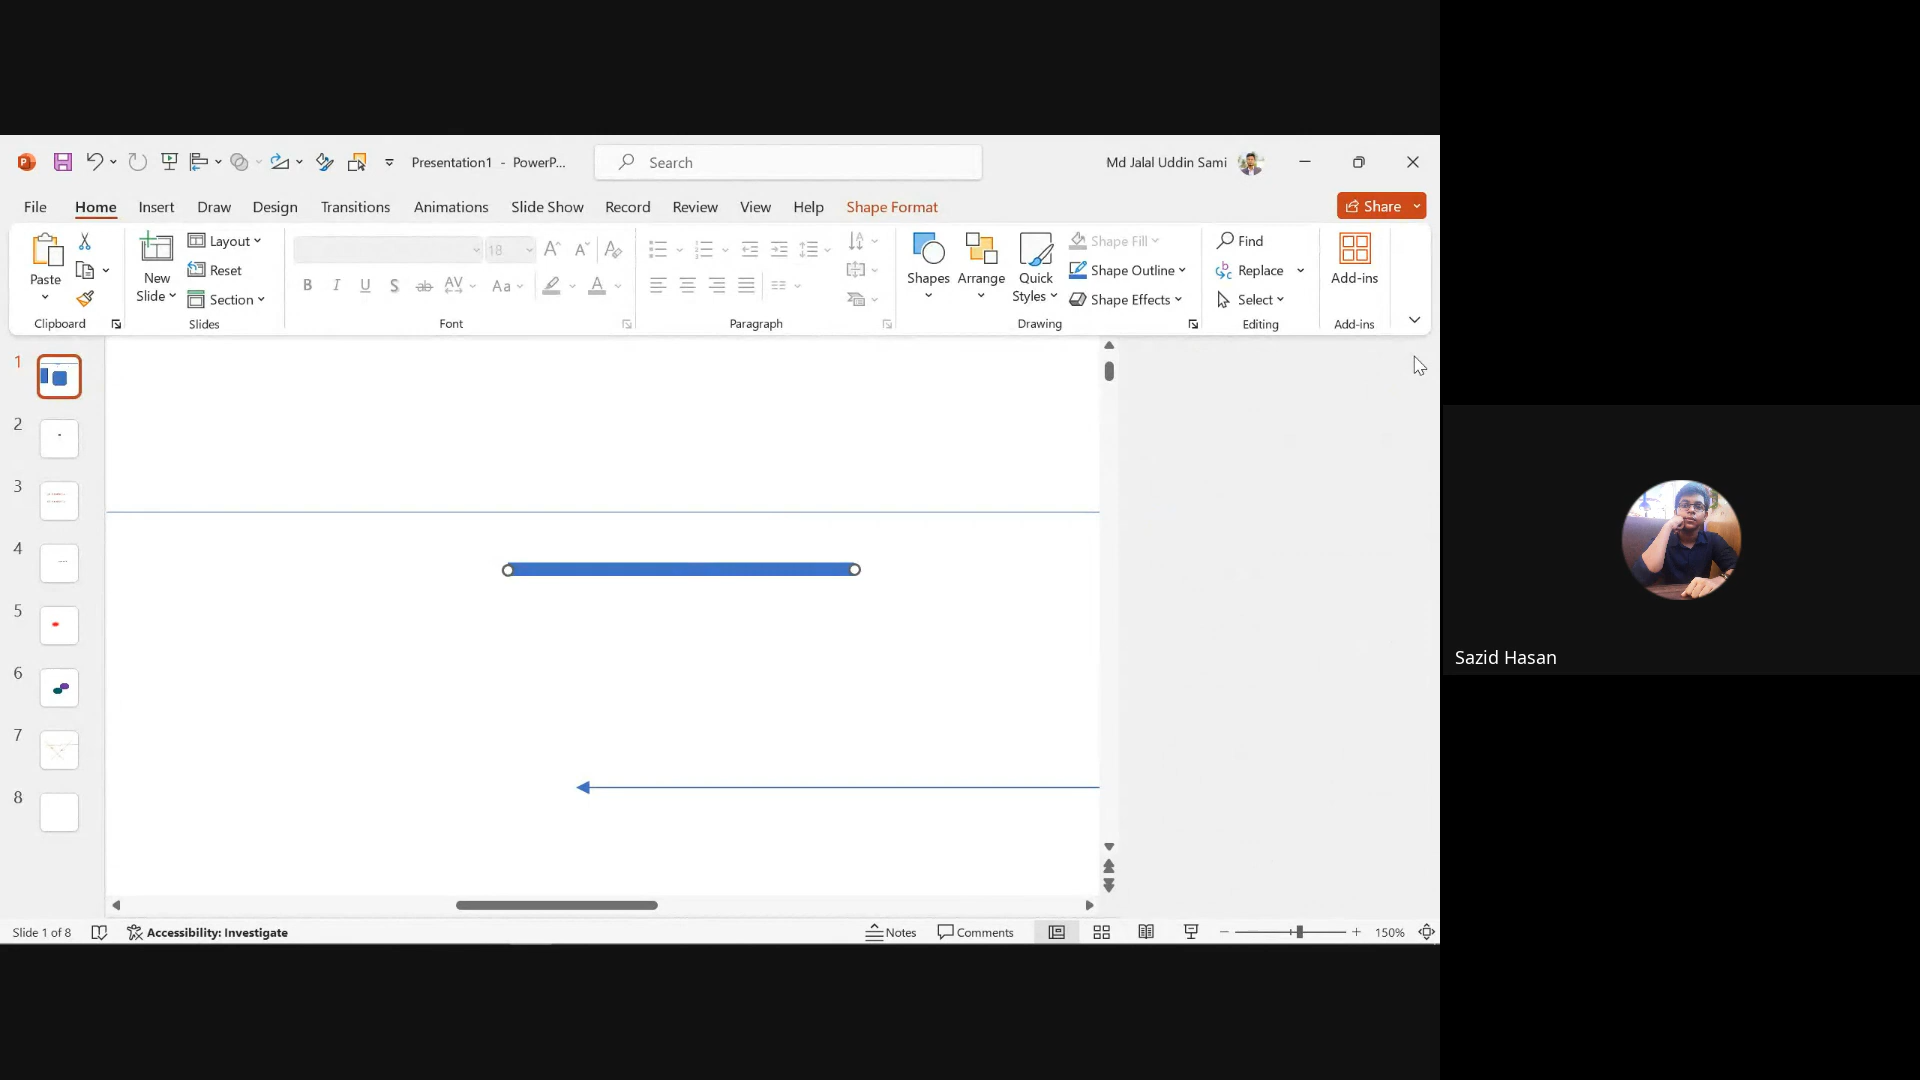 Presentation1 - PowerP...
Search
Md Jalal Uddin Sami
File Home Insert Draw Design Transitions Animations Slide Show Record Review View Help Shape Format
Share
Paste
Clipboard
New
Slide
Layout
Reset
Section
Slides
18
B I U S ab AV Aa A
Font
Paragraph
Shapes
Arrange
Quick
Styles
Shape Fill
Shape Outline
Shape Effects
Drawing
Find
Replace
Select
Editing
Add-ins
Add-ins
1
2
3
4
5
6
7
8
Sazid Hasan
Slide 1 of 8
Accessibility: Investigate
Notes
Comments
150%